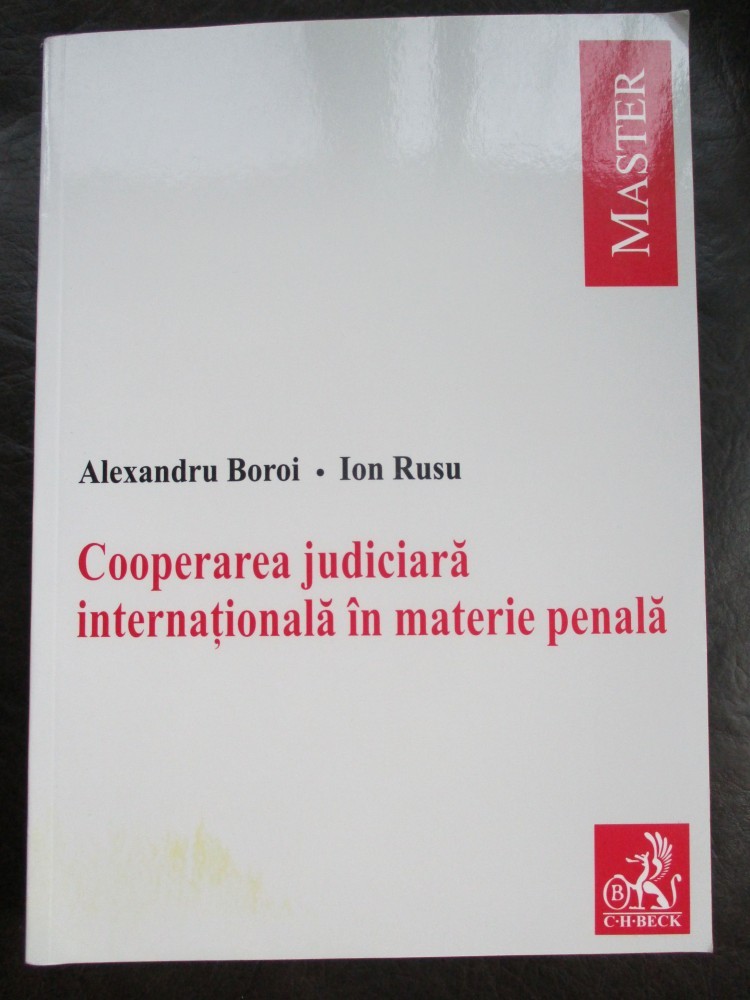 MASTER
Alexandru Boroi • Ion Rusu
Cooperarea judiciară
internațională în materie penală
B
C·H·BECK